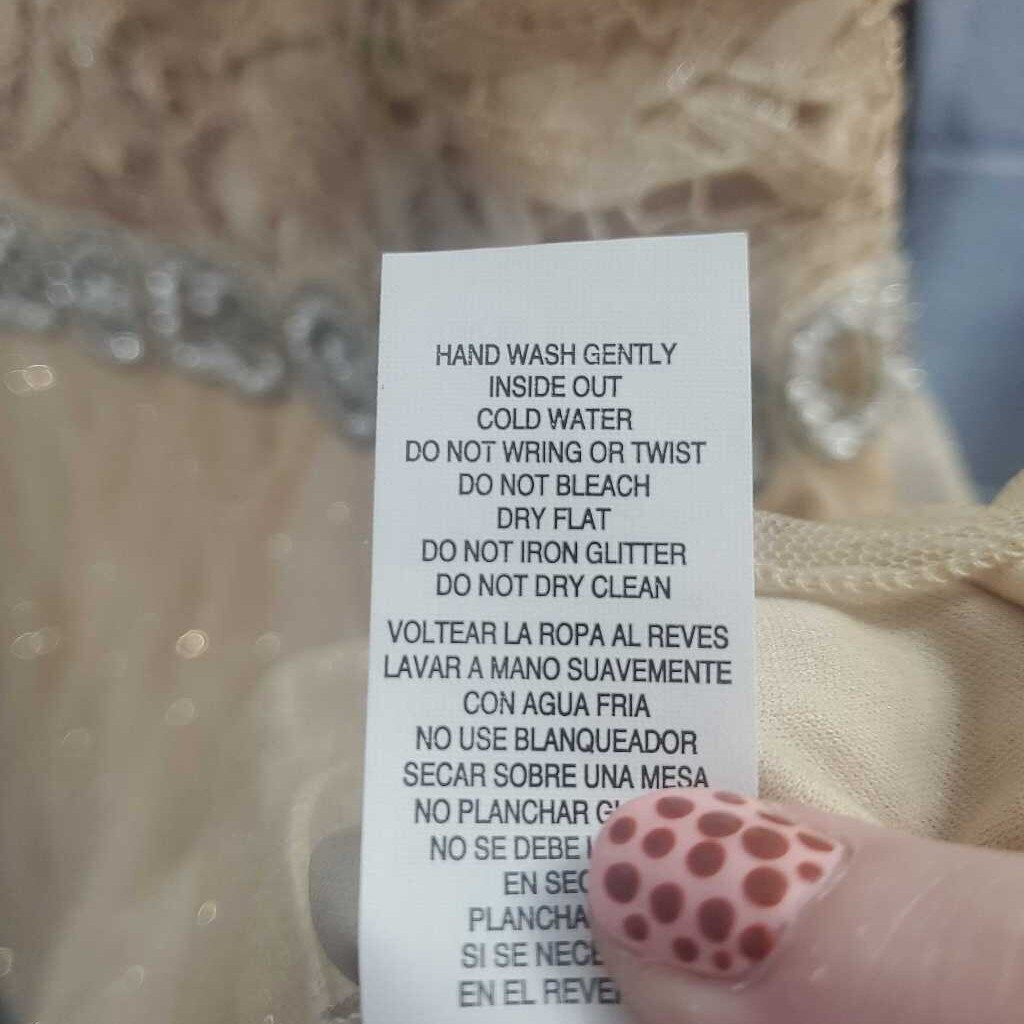 HAND WASH GENTLY
INSIDE OUT
COLD WATER
DO NOT WRING OR TWIST
DO NOT BLEACH
DRY FLAT
DO NOT IRON GLITTER
DO NOT DRY CLEAN
VOLTEAR LA ROPA AL REVES
LAVAR A MANO SUAVEMENTE
CON AGUA FRIA
NO USE BLANQUEADOR
SECAR SOBRE UNA MESA
NO PLANCHAR
NO SE DEBE
EN
SI SE
EN EL